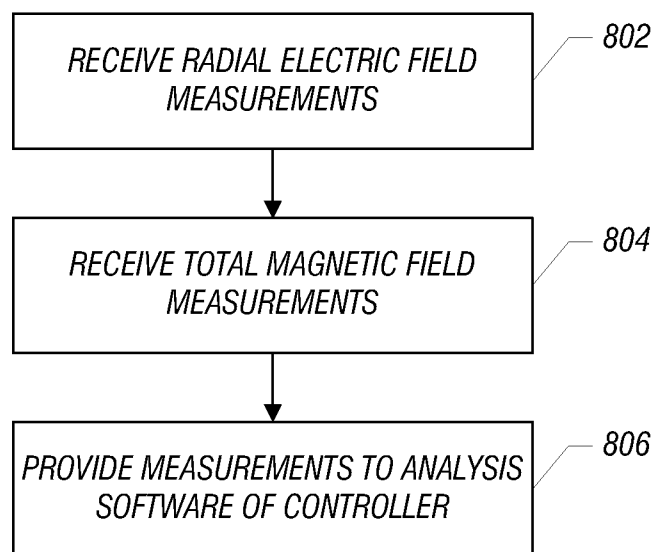 RECEIVE RADIAL ELECTRIC FIELD
MEASUREMENTS
802
RECEIVE TOTAL MAGNETIC FIELD
MEASUREMENTS
804
PROVIDE MEASUREMENTS TO ANALYSIS
SOFTWARE OF CONTROLLER
806